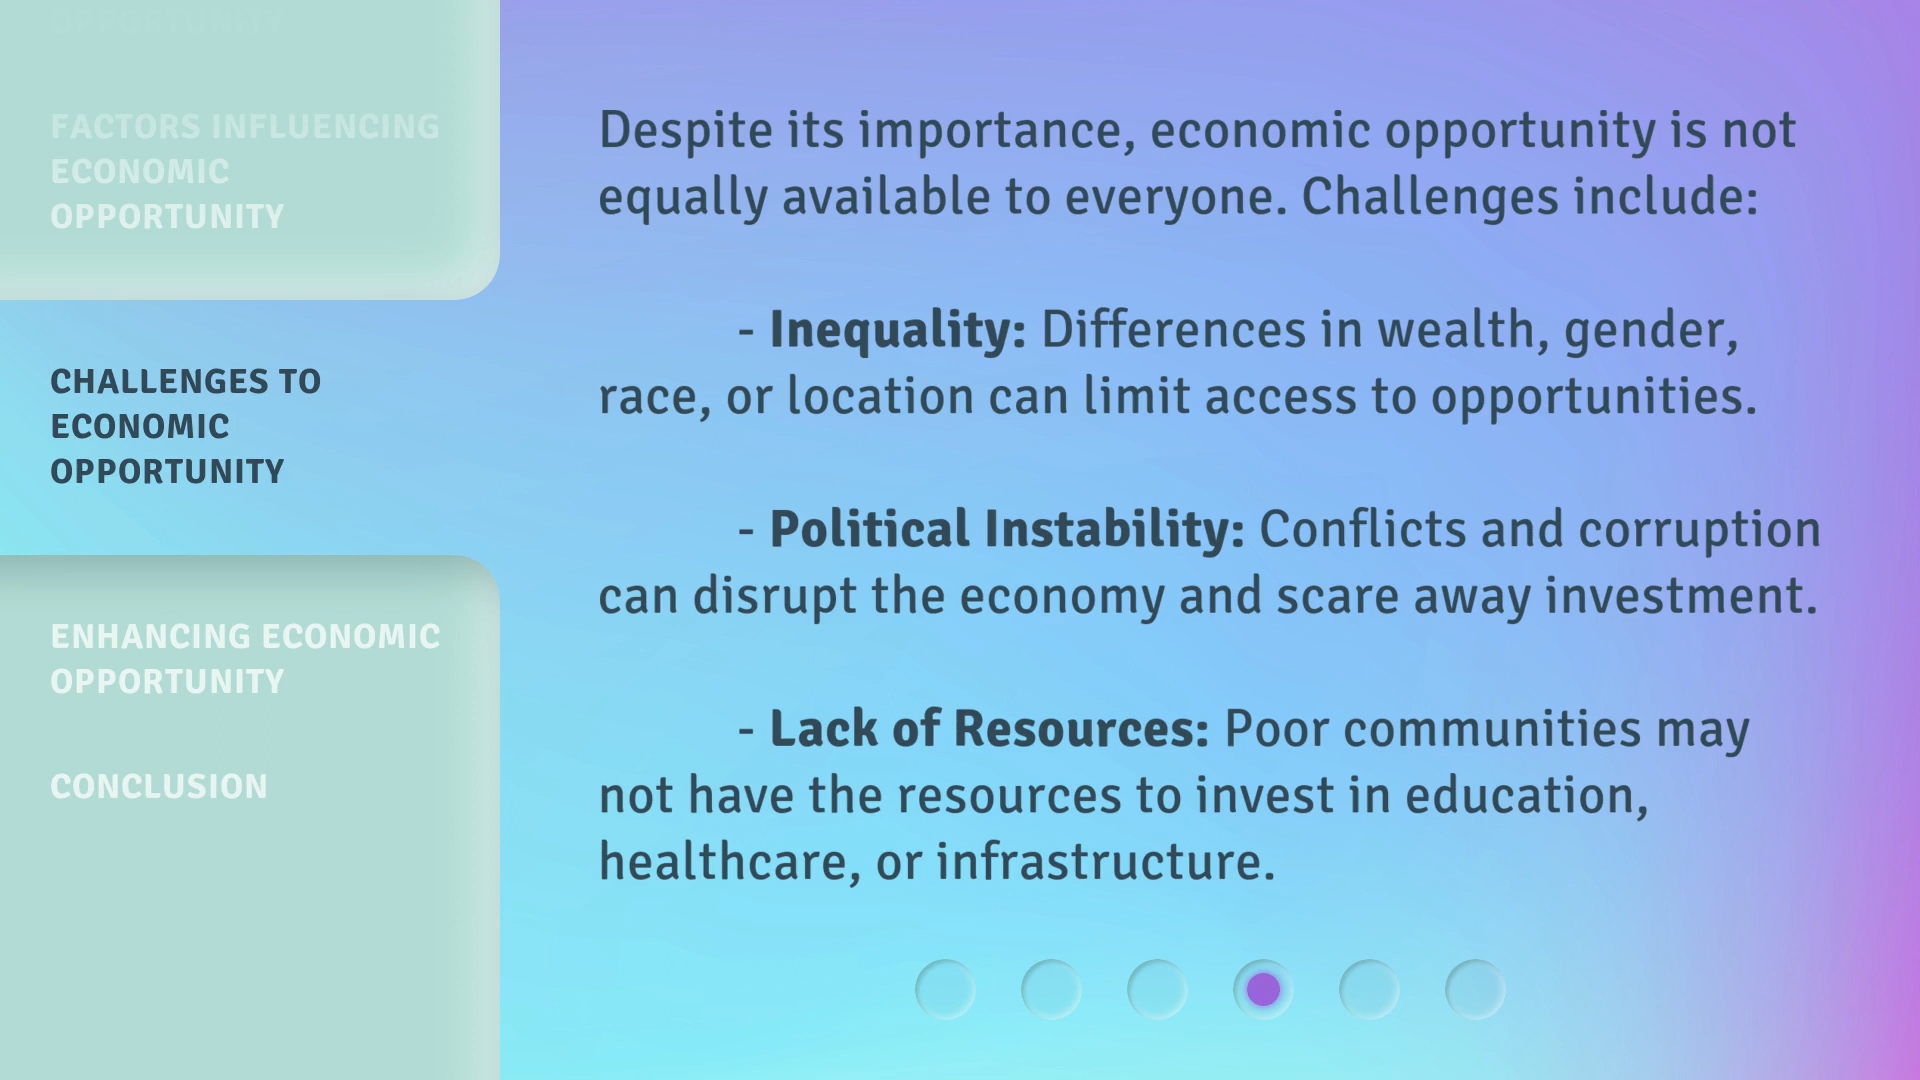 OPPORTUNITY
FACTORS INFLUENCING
ECONOMIC
OPPORTUNITY
CHALLENGES TO
ECONOMIC
OPPORTUNITY
ENHANCING ECONOMIC
OPPORTUNITY
CONCLUSION
Despite its importance, economic opportunity is not
equally available to everyone. Challenges include:
- Inequality: Differences in wealth, gender,
race, or location can limit access to opportunities.
- Political Instability: Conflicts and corruption
can disrupt the economy and scare away investment.
- Lack of Resources: Poor communities may
not have the resources to invest in education,
healthcare, or infrastructure.